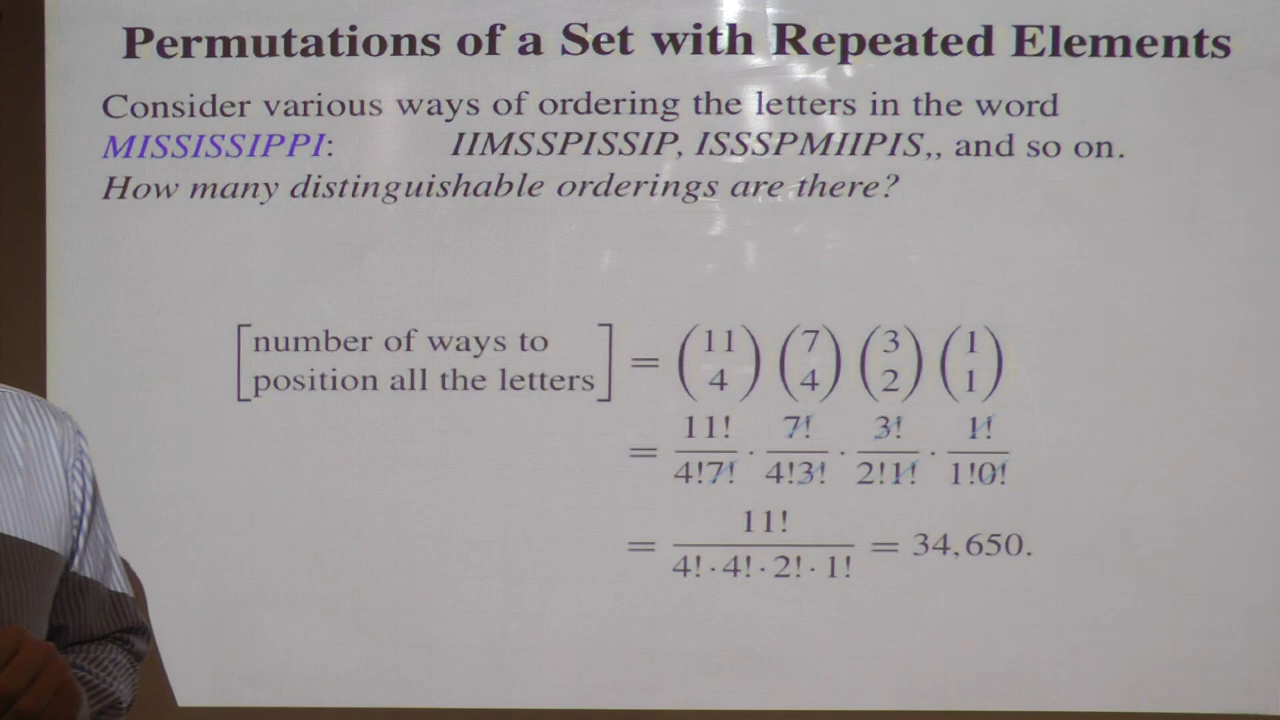 Permutations of a Set with Repeated Elements
Consider various ways of ordering the letters in the word
MISSISSIPPI: IIMSSPISSIP, ISSSPMIIPIS,, and so on.
How many distinguishable orderings are there?
[number of ways to
position all the letters] = (11 4) (7 4) (3 2) (1 1)
= 11!/4!7! · 7!/4!3! · 3!/2!1! · 1!/1!0!
= 11!/4!·4!·2!·1! = 34,650.